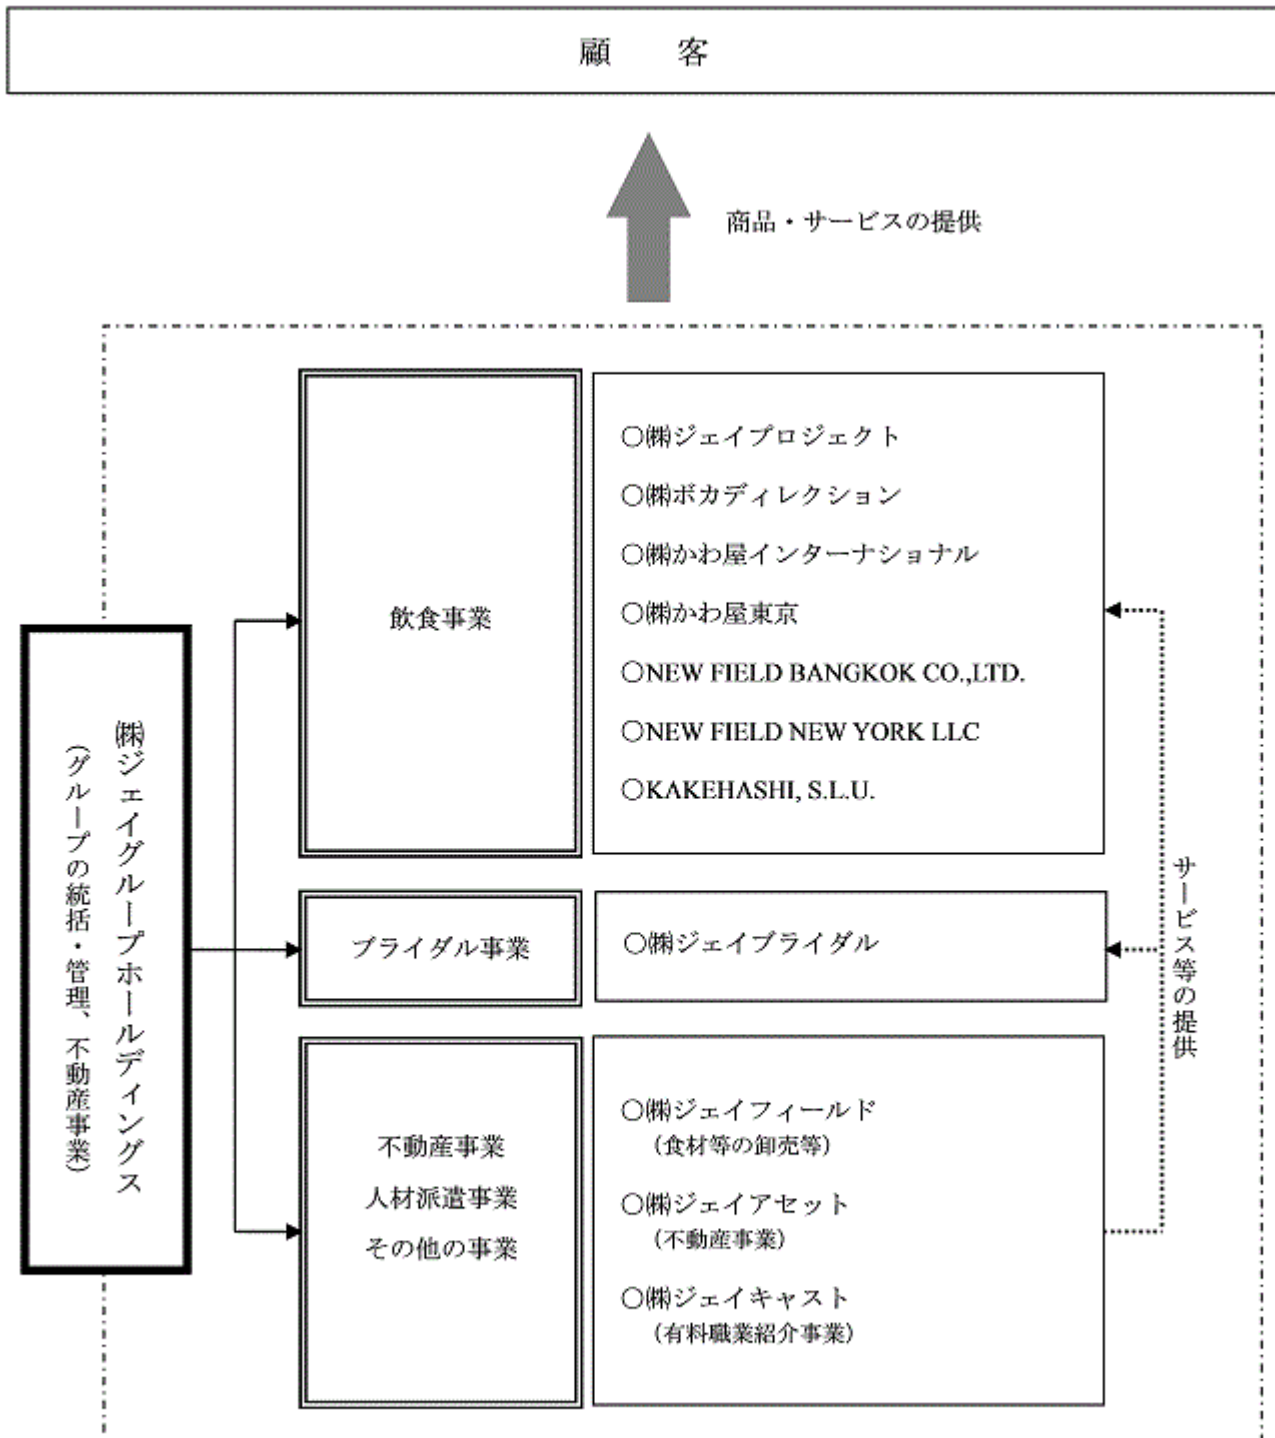 顧　客
商品・サービスの提供
㈱ジェイグループホールディングス
（グループの統括・管理、不動産事業）
飲食事業
○㈱ジェイプロジェクト
○㈱ボカディレクション
○㈱かわ屋インターナショナル
○㈱かわ屋東京
○NEW FIELD BANGKOK CO.,LTD.
○NEW FIELD NEW YORK LLC
○KAKEHASHI, S.L.U.
ブライダル事業
○㈱ジェイブライダル
不動産事業
人材派遣事業
その他の事業
○㈱ジェイフィールド
（食材等の卸売等）
○㈱ジェイアセット
（不動産事業）
○㈱ジェイキャスト
（有料職業紹介事業）
サービス等の提供